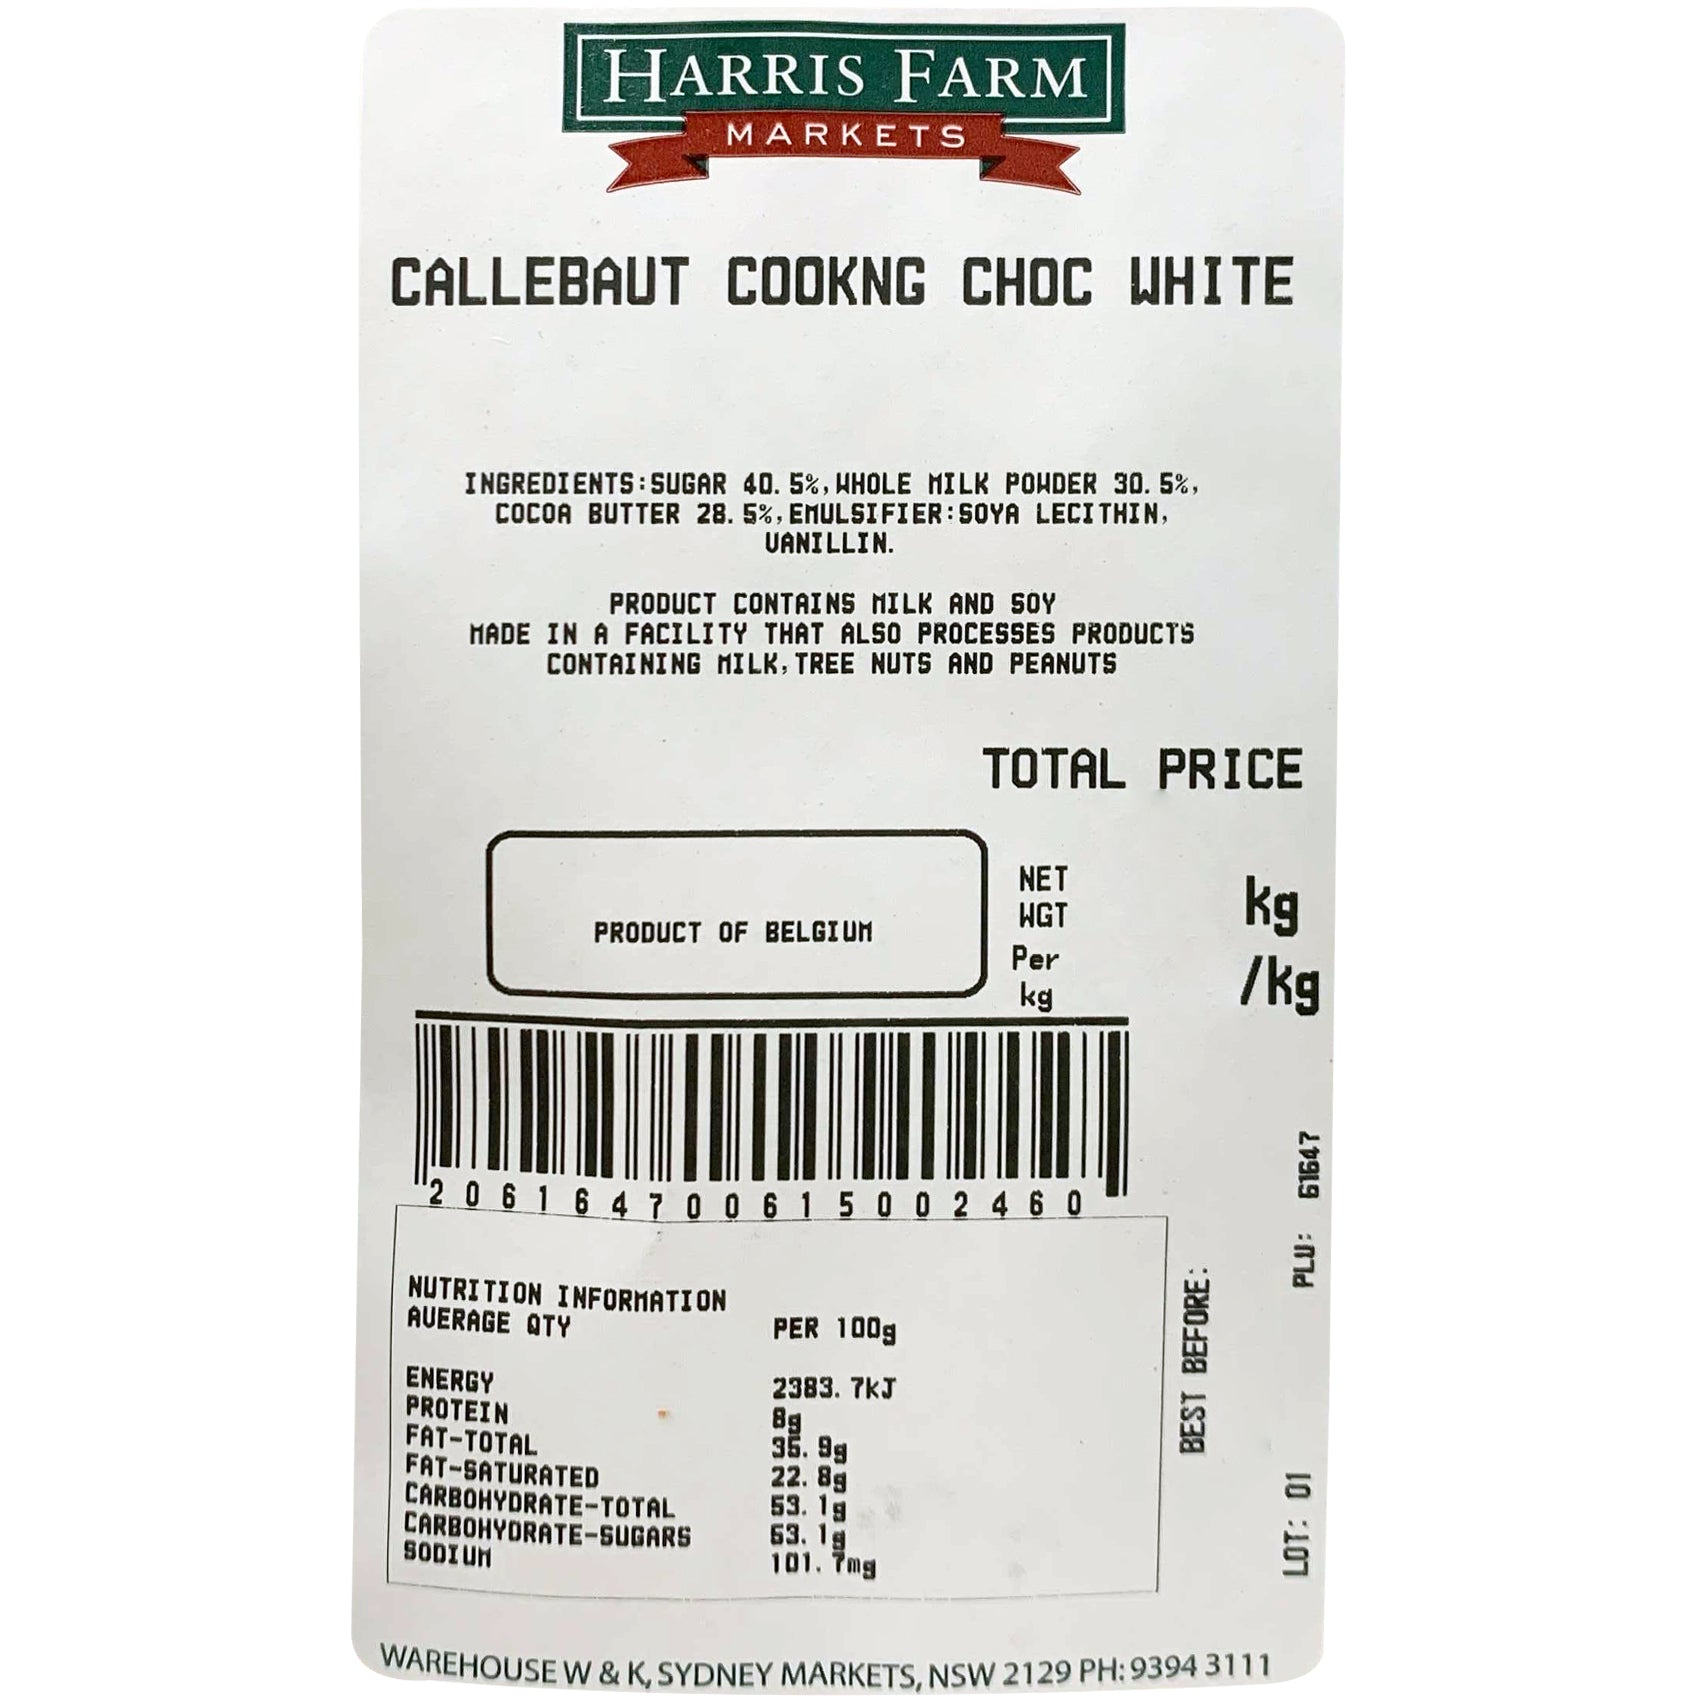 HARRIS FARM
MARKETS
CALLEBAUT COOKNG CHOC WHITE
INGREDIENTS:SUGAR 40.5%,WHOLE MILK POWDER 30.5%,
COCOA BUTTER 28.5%,EMULSIFIER:SOYA LECITHIN,
VANILLIN.
PRODUCT CONTAINS MILK AND SOY
MADE IN A FACILITY THAT ALSO PROCESSES PRODUCTS
CONTAINING MILK,TREE NUTS AND PEANUTS
TOTAL PRICE
PRODUCT OF BELGIUM
NET WGT kg
Per kg /kg
206164700615002460
NUTRITION INFORMATION
AVERAGE QTY PER 100g
ENERGY 2383.7kJ
PROTEIN 8g
FAT-TOTAL 35.9g
FAT-SATURATED 22.8g
CARBOHYDRATE-TOTAL 53.1g
CARBOHYDRATE-SUGARS 53.1g
SODIUM 101.7mg
BEST BEFORE:
LOT: 01 PLU: 61647
WAREHOUSE W & K, SYDNEY MARKETS, NSW 2129 PH: 9394 3111